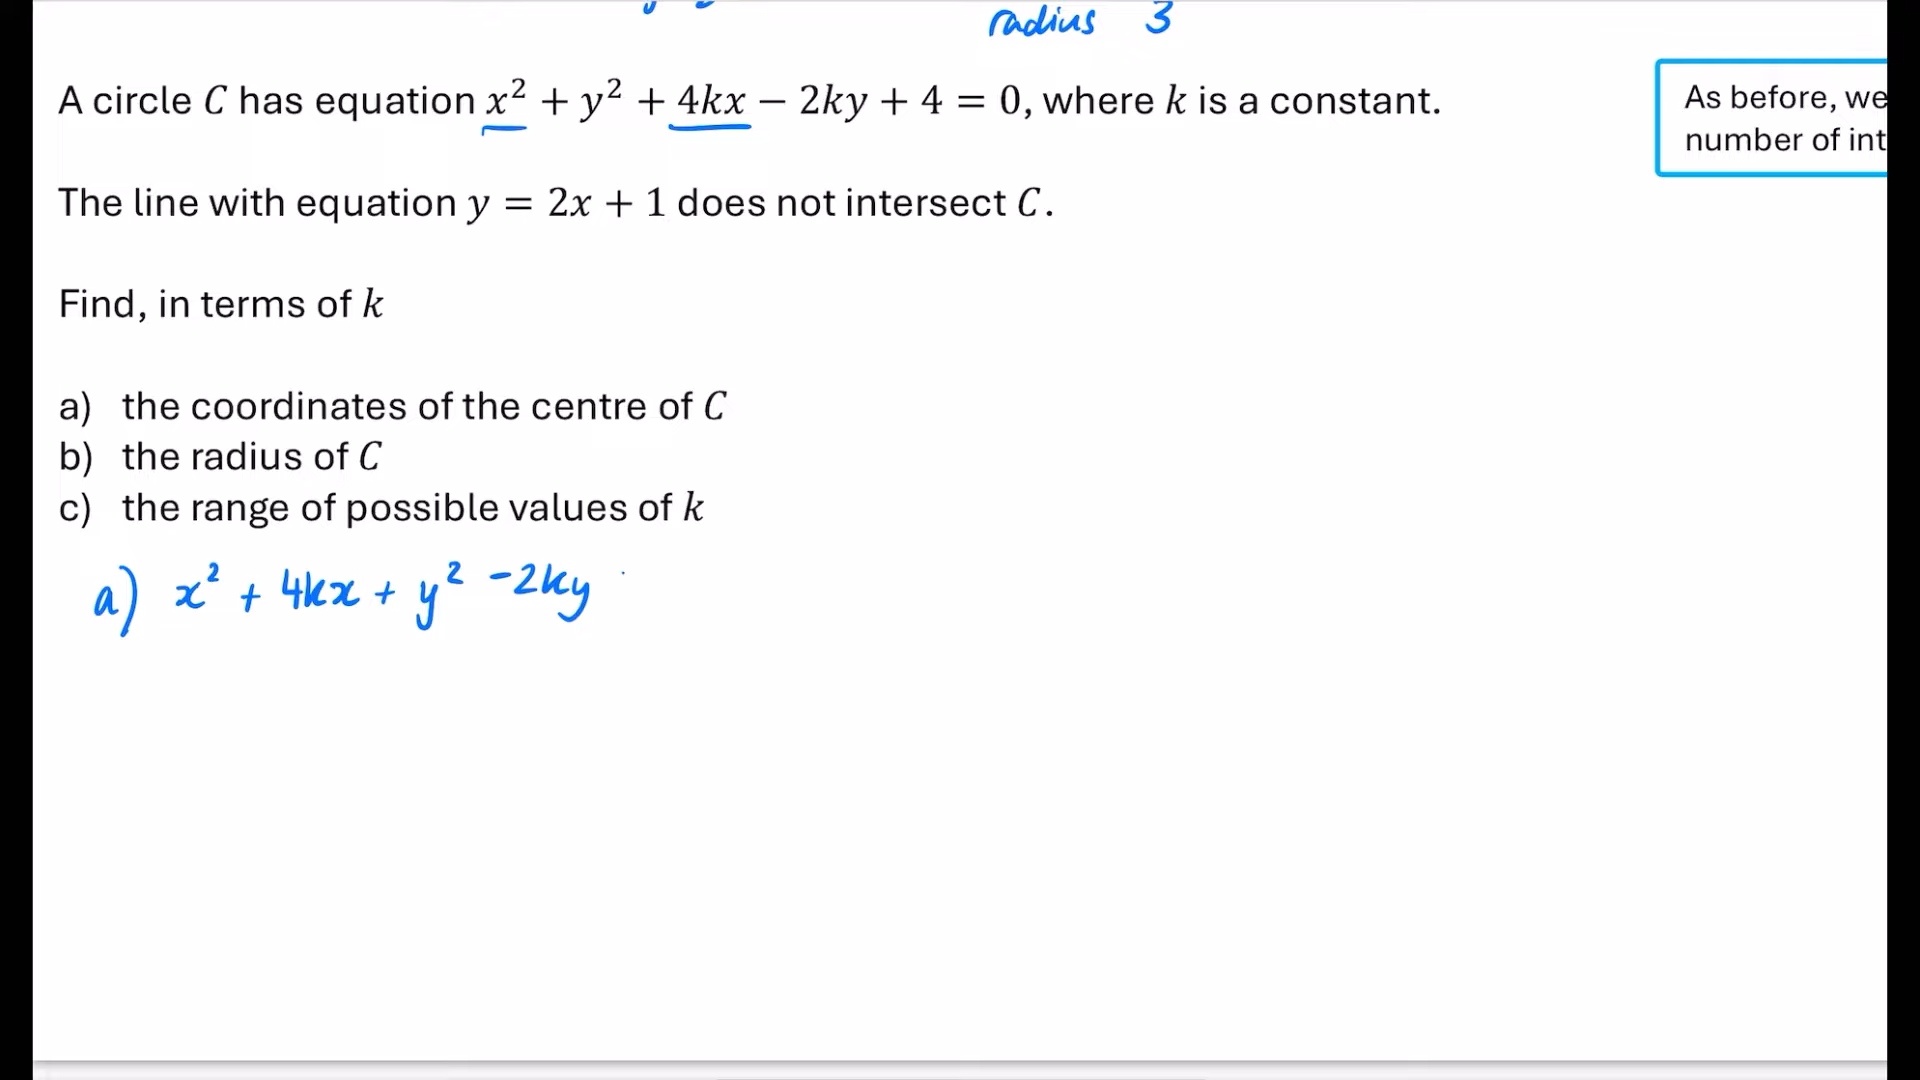 radius 3
A circle C has equation x² + y² + 4kx − 2ky + 4 = 0, where k is a constant.
As before, we
number of int
The line with equation y = 2x + 1 does not intersect C.
Find, in terms of k
a) the coordinates of the centre of C
b) the radius of C
c) the range of possible values of k
a) x² + 4kx + y² -2ky